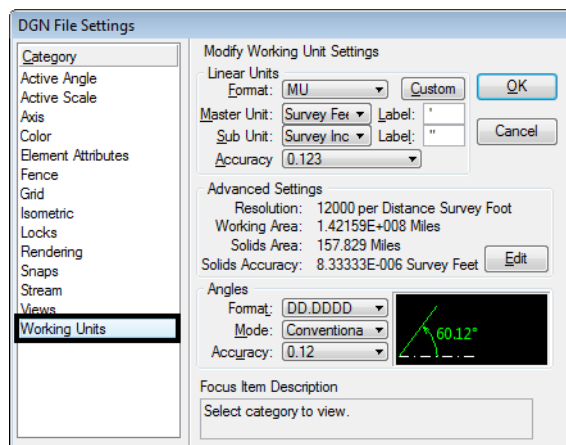 DGN File Settings
Category
Active Angle
Active Scale
Axis
Color
Element Attributes
Fence
Grid
Isometric
Locks
Rendering
Snaps
Stream
Views
Working Units
Modify Working Unit Settings
Linear Units
Format: MU Custom
Master Unit: Survey Fee Label: '
Sub Unit: Survey Inc Label: "
Accuracy 0.123
OK
Cancel
Advanced Settings
Resolution: 12000 per Distance Survey Foot
Working Area: 1.42159E+008 Miles
Solids Area: 157.829 Miles
Solids Accuracy: 8.33333E-006 Survey Feet Edit
Angles
Format: DD.DDDD
Mode: Conventiona
Accuracy: 0.12
60.12°
Focus Item Description
Select category to view.